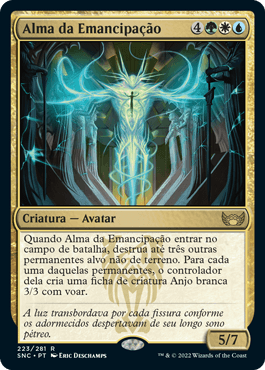 Alma da Emancipação 4
Criatura — Avatar
Quando Alma da Emancipação entrar no
campo de batalha, destrua até três outras
permanentes alvo não de terreno. Para cada
uma daquelas permanentes, o controlador
dela cria uma ficha de criatura Anjo branca
3/3 com voar.
A luz transbordava por cada fissura conforme
os adormecidos despertavam de seu longo sono
pétreo.
5/7
223/281 R
SNC • PT Eric Deschamps
™ & © 2022 Wizards of the Coast